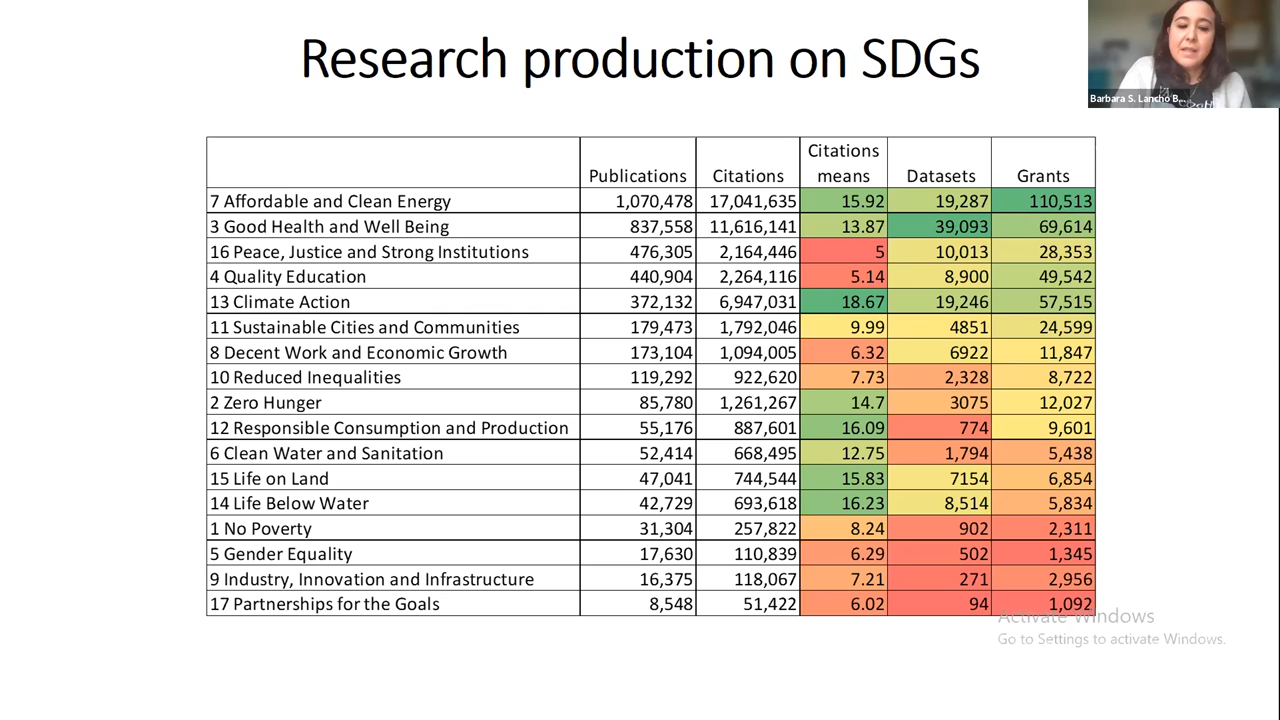 Research production on SDGs
Barbara S. Lancho B...
Publications Citations Citations means Datasets Grants
7 Affordable and Clean Energy 1,070,478 17,041,635 15.92 19,287 110,513
3 Good Health and Well Being 837,558 11,616,141 13.87 39,093 69,614
16 Peace, Justice and Strong Institutions 476,305 2,164,446 5 10,013 28,353
4 Quality Education 440,904 2,264,116 5.14 8,900 49,542
13 Climate Action 372,132 6,947,031 18.67 19,246 57,515
11 Sustainable Cities and Communities 179,473 1,792,046 9.99 4851 24,599
8 Decent Work and Economic Growth 173,104 1,094,005 6.32 6922 11,847
10 Reduced Inequalities 119,292 922,620 7.73 2,328 8,722
2 Zero Hunger 85,780 1,261,267 14.7 3075 12,027
12 Responsible Consumption and Production 55,176 887,601 16.09 774 9,601
6 Clean Water and Sanitation 52,414 668,495 12.75 1,794 5,438
15 Life on Land 47,041 744,544 15.83 7154 6,854
14 Life Below Water 42,729 693,618 16.23 8,514 5,834
1 No Poverty 31,304 257,822 8.24 902 2,311
5 Gender Equality 17,630 110,839 6.29 502 1,345
9 Industry, Innovation and Infrastructure 16,375 118,067 7.21 271 2,956
17 Partnerships for the Goals 8,548 51,422 6.02 94 1,092
Activate Windows
Go to Settings to activate Windows.